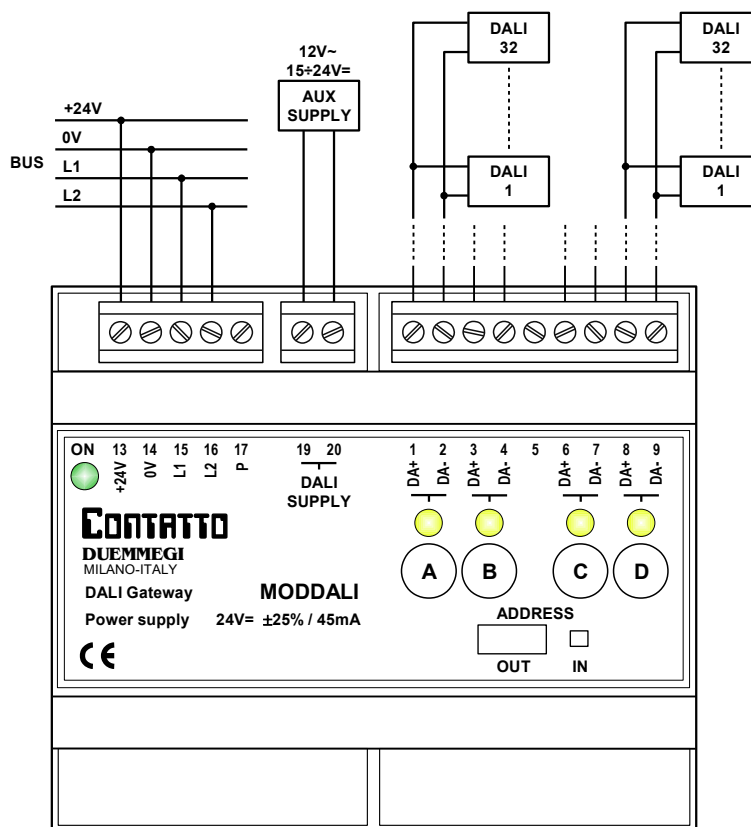 DALI
32
DALI
32
12V~
15÷24V=
AUX
SUPPLY
+24V
0V
BUS
L1
L2
DALI
1
DALI
1
ON 13 14 15 16 17 19 20 1 2 3 4 5 6 7 8 9
+24V 0V L1 L2 P DA+ DA- DA+ DA- DA+ DA- DA+ DA-
DALI
SUPPLY
CONTATTO
DUEMMEGI
MILANO-ITALY
DALI Gateway MODDALI
Power supply 24V= ±25% / 45mA
CE
A B C D
ADDRESS
OUT IN